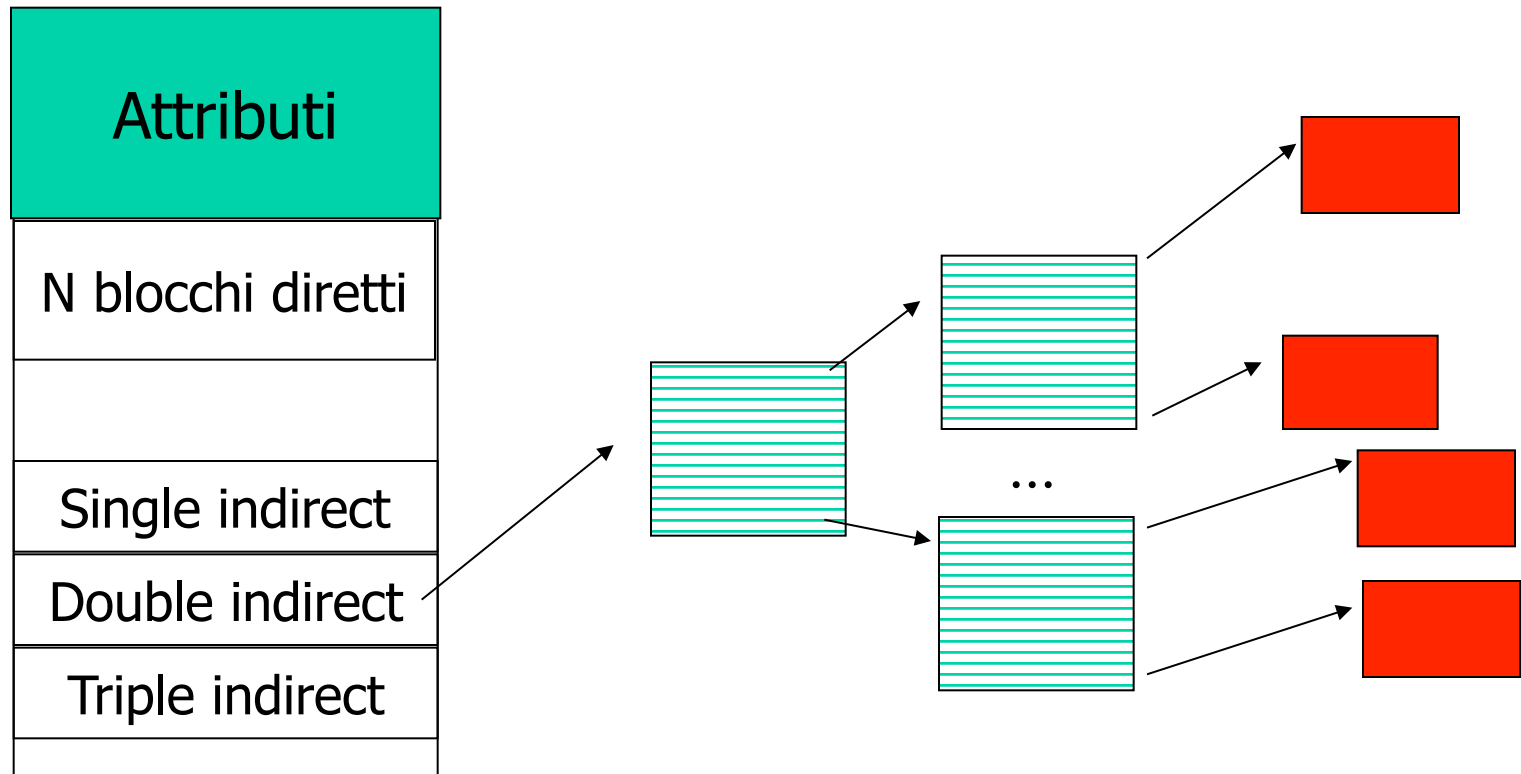 Attributi
N blocchi diretti
...
Single indirect
Double indirect
Triple indirect